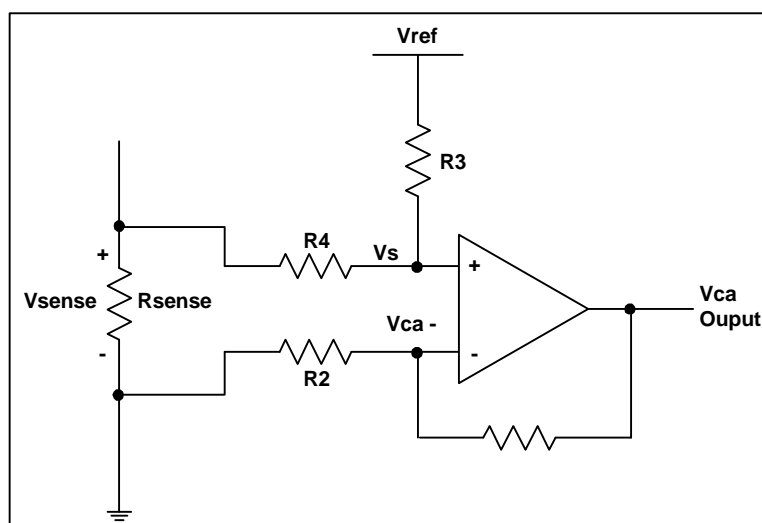 Vref
R3
R4
Vs
+
+
Vsense
Rsense
Vca
Ouput
Vca -
-
-
R2